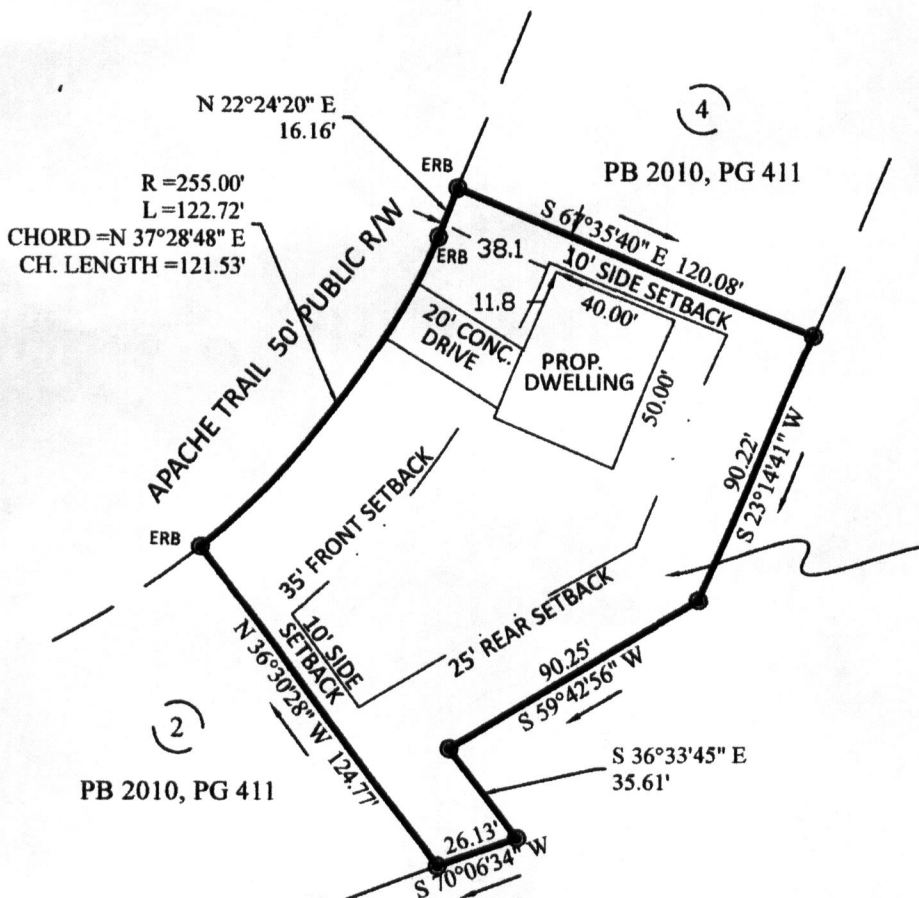 N 22°24'20" E
16.16'
4
PB 2010, PG 411
ERB
R =255.00'
L =122.72'
CHORD =N 37°28'48" E
CH. LENGTH =121.53'
S 67°35'40" E 120.08'
ERB
38.1
10' SIDE SETBACK
11.8
40.00'
20' CONC.
DRIVE
PROP.
DWELLING
50.00'
APACHE TRAIL 50' PUBLIC R/W
90.22'
S 23°14'41" W
35' FRONT SETBACK
ERB
25' REAR SETBACK
10' SIDE
SETBACK
N 36°30'28" W 124.77'
90.25'
S 59°42'56" W
2
PB 2010, PG 411
S 36°33'45" E
35.61'
26.13'
S 70°06'34" W